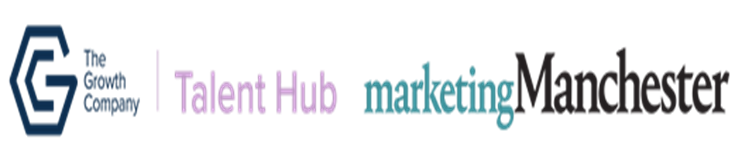 The
Growth
Company
Talent Hub
marketingManchester